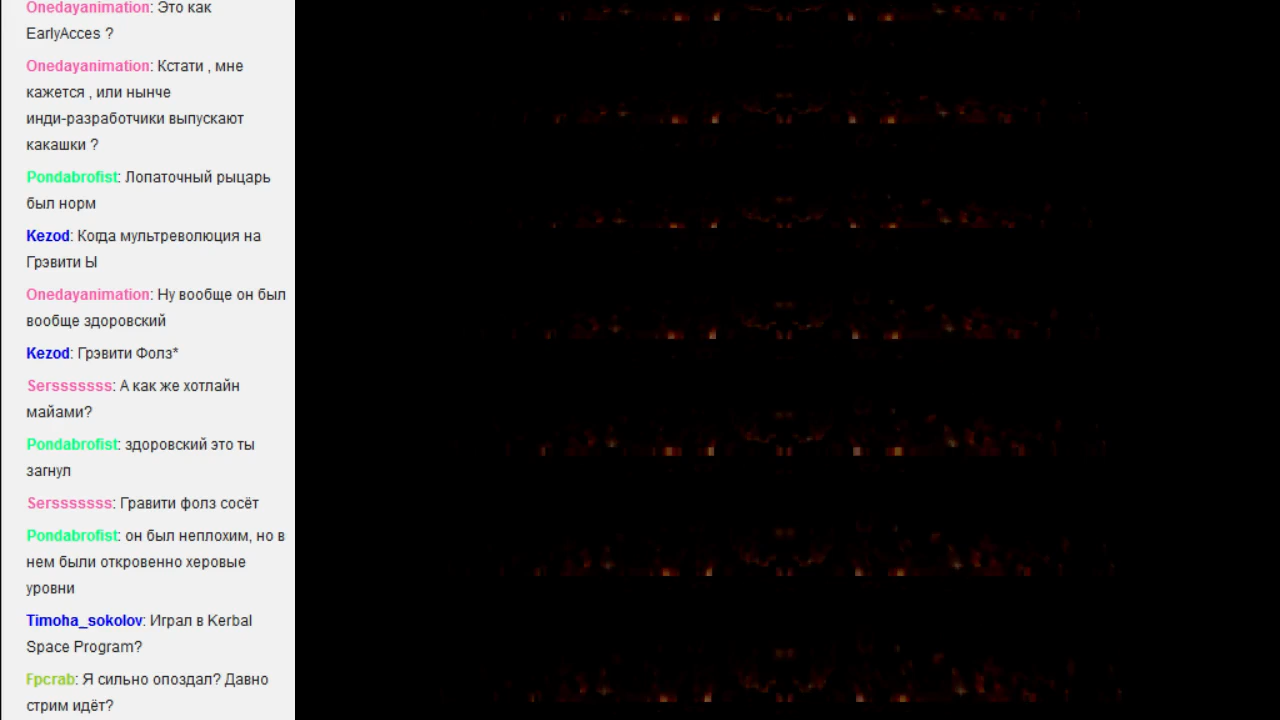 Onedayanimation: Это как
EarlyAcces ?
Onedayanimation: Кстати , мне
кажется , или нынче
инди-разработчики выпускают
какашки ?
Pondabrofist: Лопаточный рыцарь
был норм
Kezod: Когда мультреволюция на
Грэвити Ы
Onedayanimation: Ну вообще он был
вообще здоровский
Kezod: Грэвити Фолз*
Sersssssss: А как же хотлайн
майами?
Pondabrofist: здоровский это ты
загнул
Sersssssss: Гравити фолз сосёт
Pondabrofist: он был неплохим, но в
нем были откровенно херовые
уровни
Timoha_sokolov: Играл в Kerbal
Space Program?
Fpcrab: Я сильно опоздал? Давно
стрим идёт?